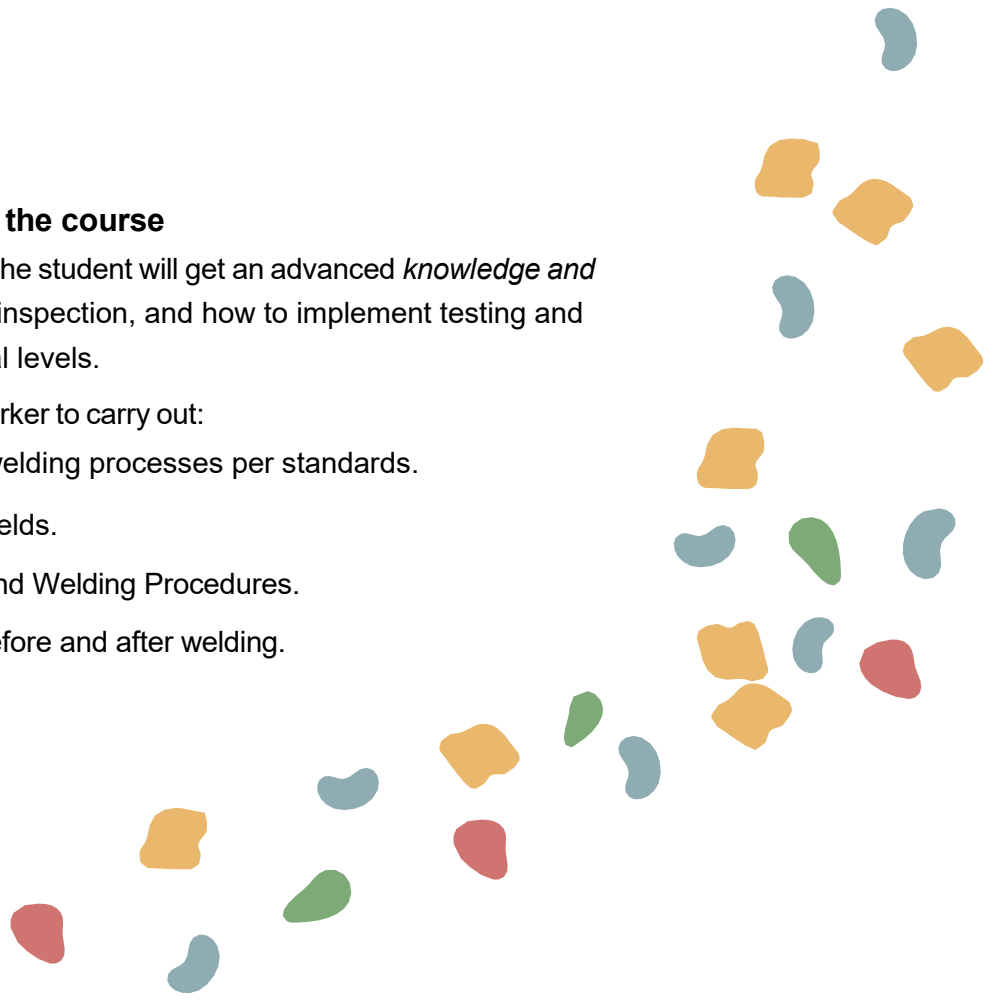 the course
he student will get an advanced knowledge and
inspection, and how to implement testing and
l levels.
rker to carry out:
velding processes per standards.
elds.
nd Welding Procedures.
efore and after welding.